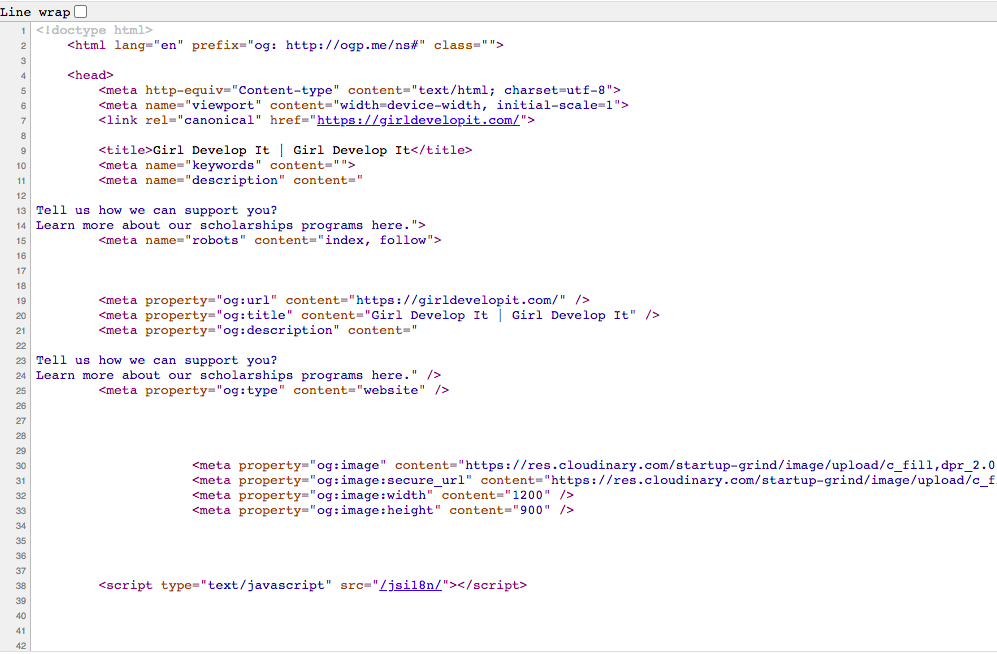 Line wrap
1 <!doctype html>
2 <html lang="en" prefix="og: http://ogp.me/ns#" class="">
3
4 <head>
5 <meta http-equiv="Content-type" content="text/html; charset=utf-8">
6 <meta name="viewport" content="width=device-width, initial-scale=1">
7 <link rel="canonical" href="https://girldevelopit.com/">
8
9 <title>Girl Develop It | Girl Develop It</title>
10 <meta name="keywords" content="">
11 <meta name="description" content="
12
13 Tell us how we can support you?
14 Learn more about our scholarships programs here.">
15 <meta name="robots" content="index, follow">
16
17
18
19 <meta property="og:url" content="https://girldevelopit.com/" />
20 <meta property="og:title" content="Girl Develop It | Girl Develop It" />
21 <meta property="og:description" content="
22
23 Tell us how we can support you?
24 Learn more about our scholarships programs here." />
25 <meta property="og:type" content="website" />
26
27
28
29
30 <meta property="og:image" content="https://res.cloudinary.com/startup-grind/image/upload/c_fill,dpr_2.0
31 <meta property="og:image:secure_url" content="https://res.cloudinary.com/startup-grind/image/upload/c_f
32 <meta property="og:image:width" content="1200" />
33 <meta property="og:image:height" content="900" />
34
35
36
37
38 <script type="text/javascript" src="/jsi18n/"></script>
39
40
41
42